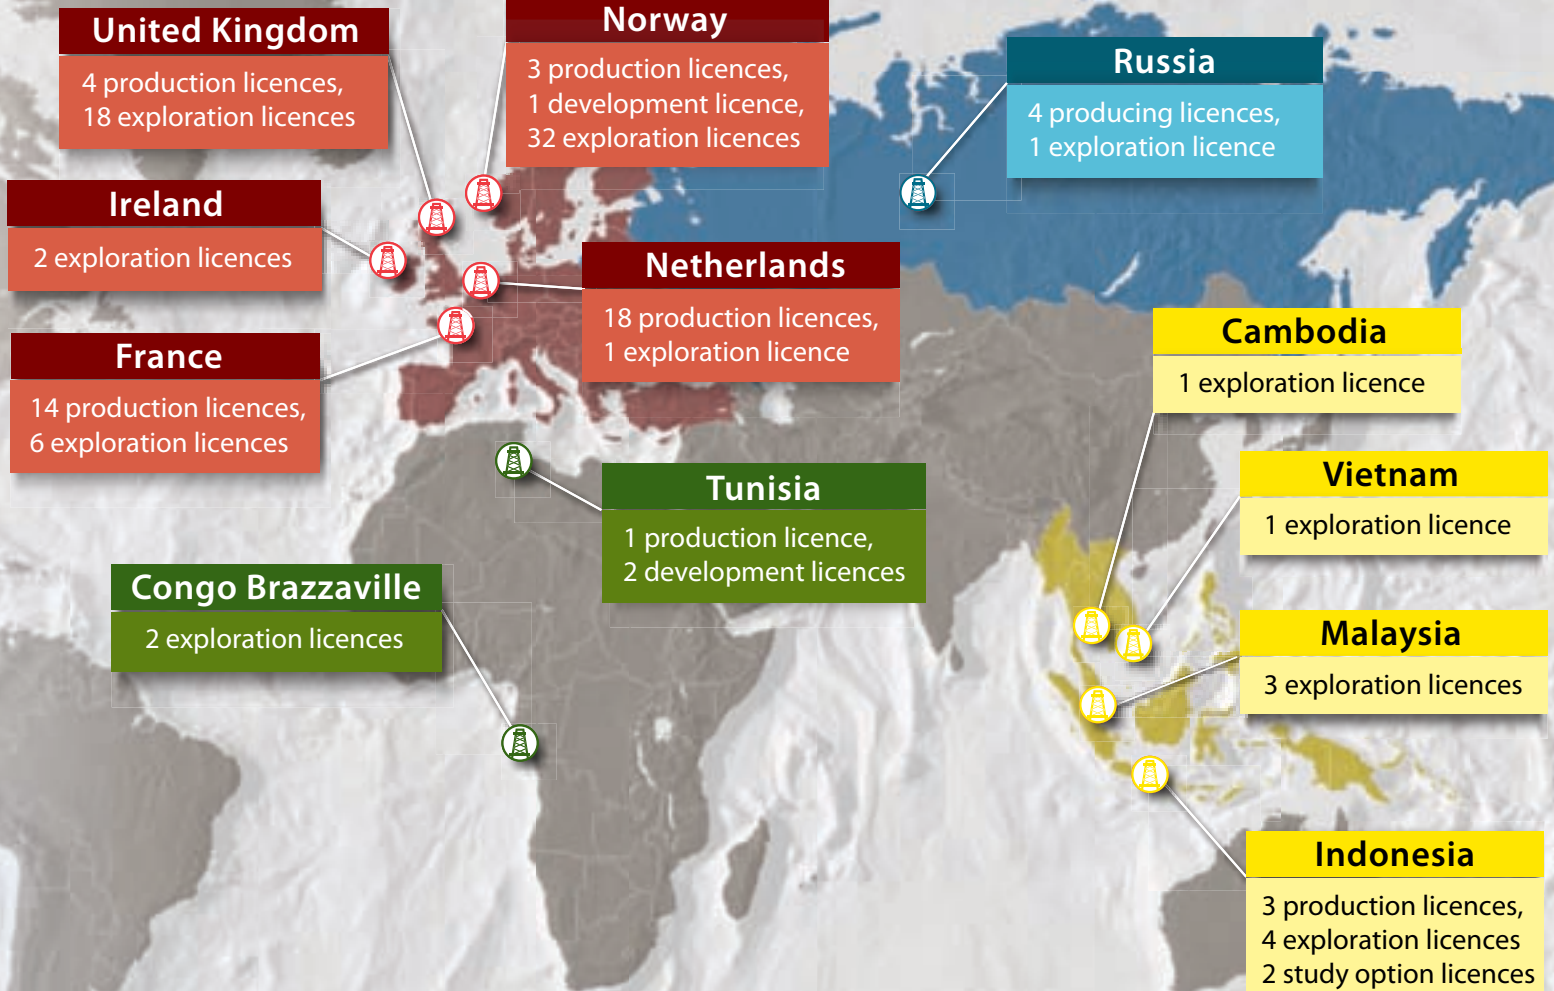 United Kingdom
4 production licences,
18 exploration licences
Norway
3 production licences,
1 development licence,
32 exploration licences
Russia
4 producing licences,
1 exploration licence
Ireland
2 exploration licences
Netherlands
18 production licences,
1 exploration licence
France
14 production licences,
6 exploration licences
Cambodia
1 exploration licence
Tunisia
1 production licence,
2 development licences
Vietnam
1 exploration licence
Congo Brazzaville
2 exploration licences
Malaysia
3 exploration licences
Indonesia
3 production licences,
4 exploration licences
2 study option licences